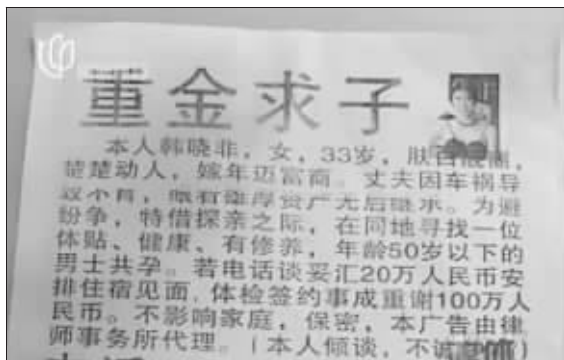 重金求子
本人韩晓非，女，33岁，肤白
楚楚动人，嫁年迈富商。丈夫因车祸导
无后继承。为避
纷争，特借探亲之际，在同地寻找一位
体贴、健康、有修养，年龄50岁以下的
男士共孕。若电话谈妥汇20万人民币安
排住宿见面，体检签约事成重谢100万人
民币。不影响家庭，保密，本广告由律
师事务所代理。（本人倾谈，不诚